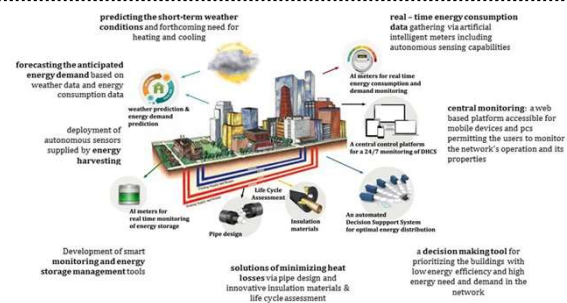 predicting the short-term weather
conditions and forthcoming need for
heating and cooling
real – time energy consumption
data gathering via artificial
intelligent meters including
autonomous sensing capabilities
forecasting the anticipated
energy demand based on
weather data and energy
consumption data
weather prediction &
energy demand
prediction
AI meters for real time
energy consumption and
demand monitoring
deployment of
autonomous sensors
supplied by energy
harvesting
central monitoring: a web
based platform accessible for
mobile devices and pcs
permitting the users to monitor
the network's operation and its
properties
A central control platform
for a 24/7 monitoring of DHCS
AI meters for
real time monitoring
of energy storage
Life Cycle
Assessment
Pipe design
Insulation
materials
An automated
Decision Suppport System
for optimal energy distribution
Development of smart
monitoring and energy
storage management tools
solutions of minimizing heat
losses via pipe design and
innovative insulation materials &
life cycle assessment
a decision making tool for
prioritizing the buildings with
low energy efficiency and high
energy need and demand in the
network